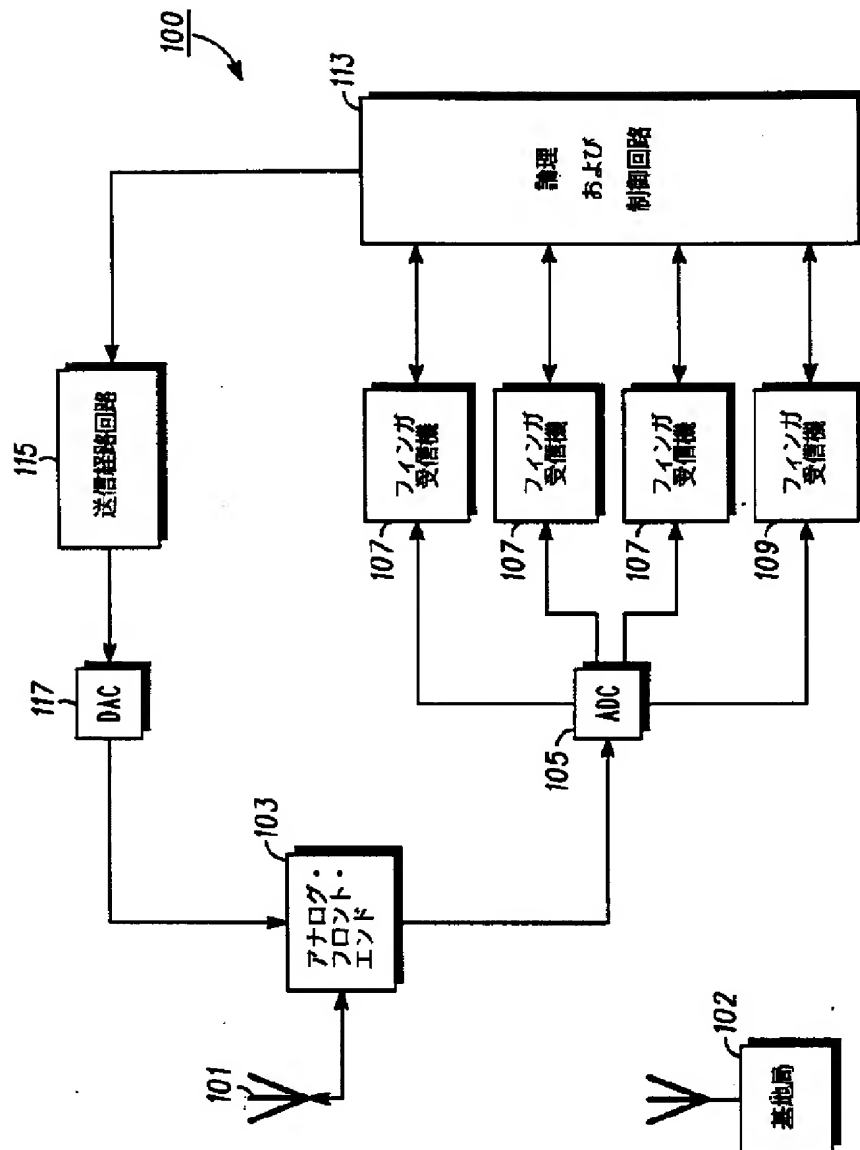 100
113
論理
および
制御回路
115
送信経路回路
117
DAC
107
フィンガ
受信機
107
フィンガ
受信機
107
フィンガ
受信機
109
フィンガ
受信機
103
アナログ・
フロント・
エンド
105
ADC
101
102
基地局